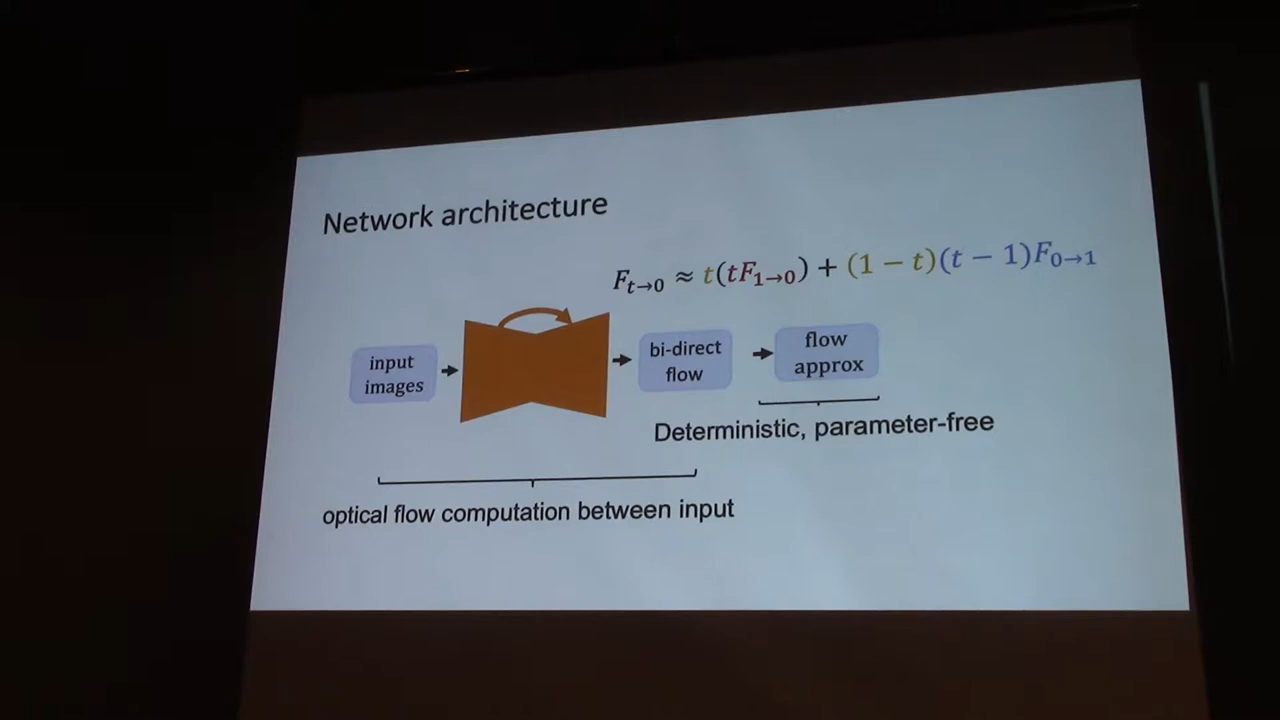 Network architecture
F_{t→0} ≈ t(tF_{1→0}) + (1 − t)(t − 1)F_{0→1}
input
images
bi-direct
flow
flow
approx
Deterministic, parameter-free
optical flow computation between input